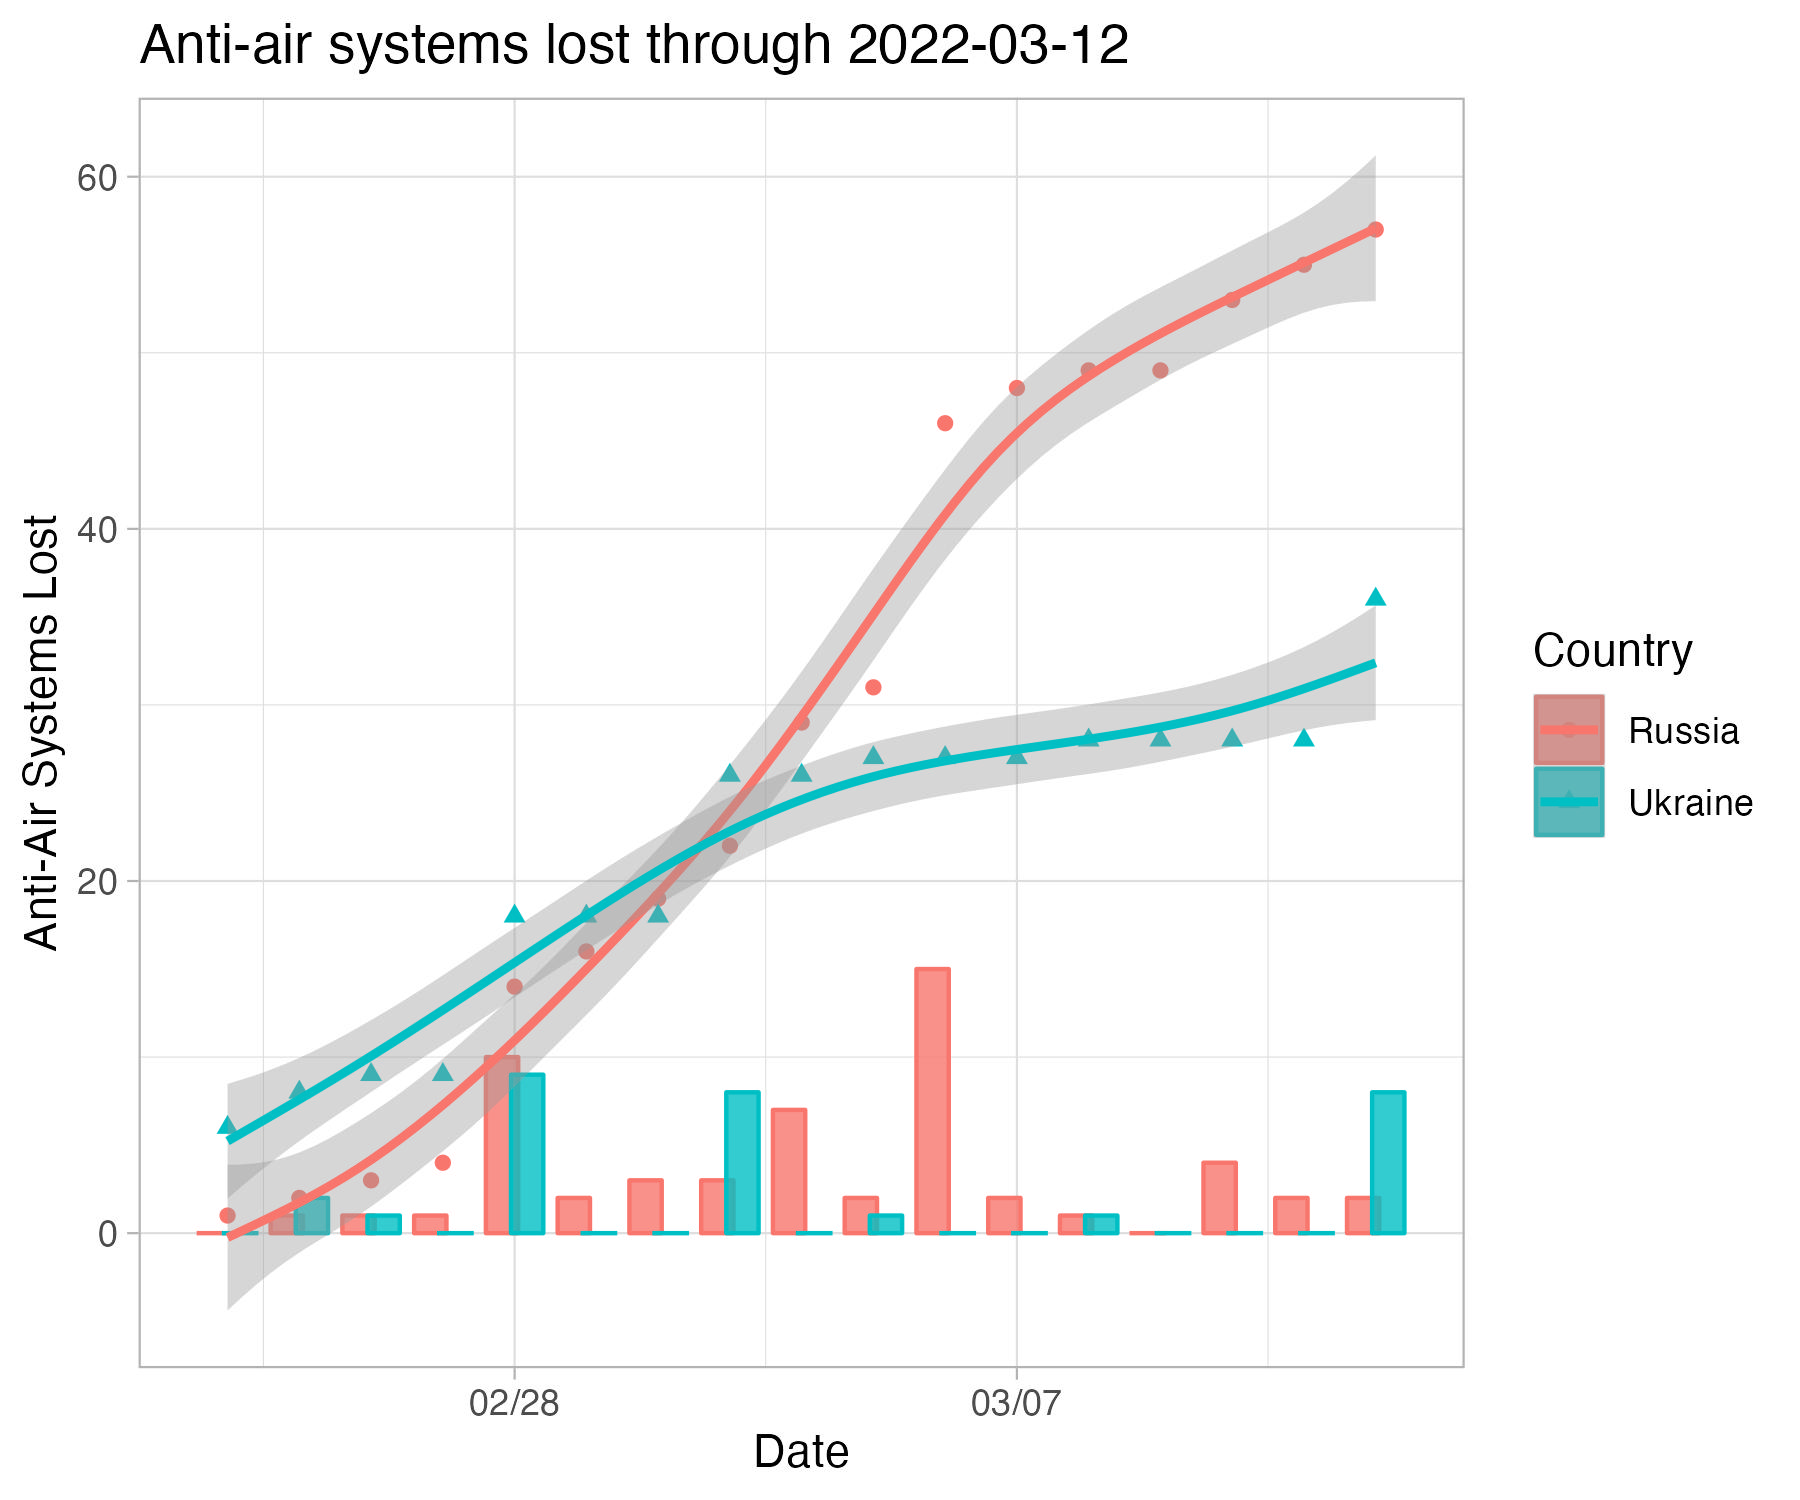 Anti-air systems lost through 2022-03-12
Anti-Air Systems Lost
60
40
20
0
02/28
03/07
Date
Country
Russia
Ukraine